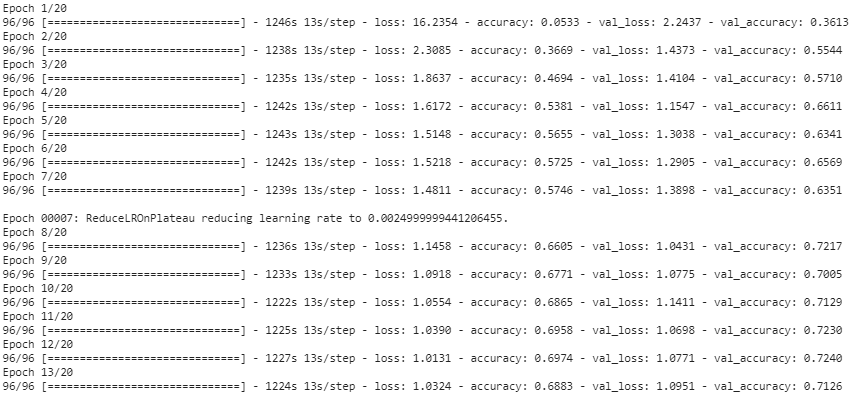 Epoch 1/20
96/96 [==============================] - 1246s 13s/step - loss: 16.2354 - accuracy: 0.0533 - val_loss: 2.2437 - val_accuracy: 0.3613
Epoch 2/20
96/96 [==============================] - 1238s 13s/step - loss: 2.3085 - accuracy: 0.3669 - val_loss: 1.4373 - val_accuracy: 0.5544
Epoch 3/20
96/96 [==============================] - 1235s 13s/step - loss: 1.8637 - accuracy: 0.4694 - val_loss: 1.4104 - val_accuracy: 0.5710
Epoch 4/20
96/96 [==============================] - 1242s 13s/step - loss: 1.6172 - accuracy: 0.5381 - val_loss: 1.1547 - val_accuracy: 0.6611
Epoch 5/20
96/96 [==============================] - 1243s 13s/step - loss: 1.5148 - accuracy: 0.5655 - val_loss: 1.3038 - val_accuracy: 0.6341
Epoch 6/20
96/96 [==============================] - 1242s 13s/step - loss: 1.5218 - accuracy: 0.5725 - val_loss: 1.2905 - val_accuracy: 0.6569
Epoch 7/20
96/96 [==============================] - 1239s 13s/step - loss: 1.4811 - accuracy: 0.5746 - val_loss: 1.3898 - val_accuracy: 0.6351
Epoch 00007: ReduceLROnPlateau reducing learning rate to 0.0024999999441206455.
Epoch 8/20
96/96 [==============================] - 1236s 13s/step - loss: 1.1458 - accuracy: 0.6605 - val_loss: 1.0431 - val_accuracy: 0.7217
Epoch 9/20
96/96 [==============================] - 1233s 13s/step - loss: 1.0918 - accuracy: 0.6771 - val_loss: 1.0775 - val_accuracy: 0.7005
Epoch 10/20
96/96 [==============================] - 1222s 13s/step - loss: 1.0554 - accuracy: 0.6865 - val_loss: 1.1411 - val_accuracy: 0.7129
Epoch 11/20
96/96 [==============================] - 1225s 13s/step - loss: 1.0390 - accuracy: 0.6958 - val_loss: 1.0698 - val_accuracy: 0.7230
Epoch 12/20
96/96 [==============================] - 1227s 13s/step - loss: 1.0131 - accuracy: 0.6974 - val_loss: 1.0771 - val_accuracy: 0.7240
Epoch 13/20
96/96 [==============================] - 1224s 13s/step - loss: 1.0324 - accuracy: 0.6883 - val_loss: 1.0951 - val_accuracy: 0.7126